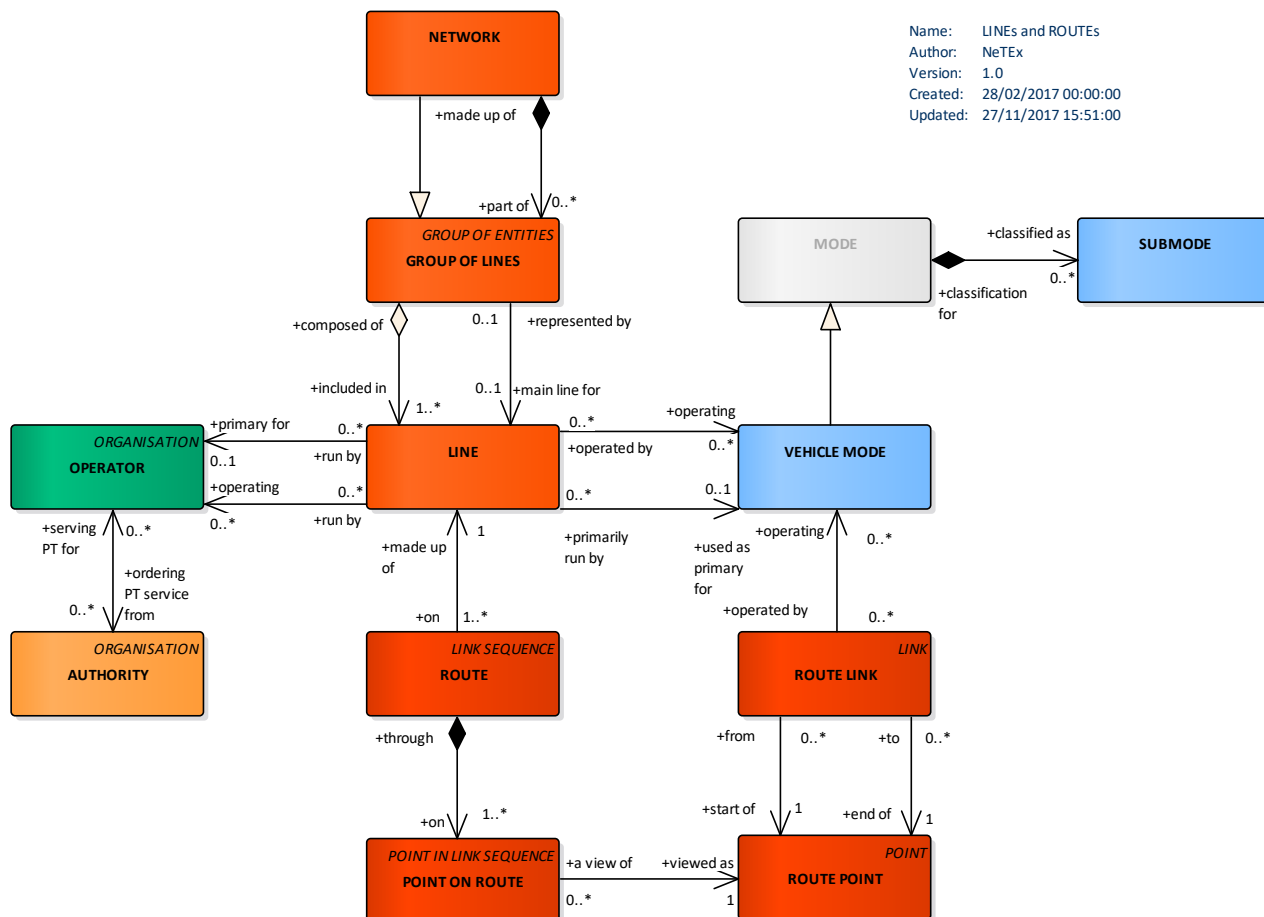 NETWORK
Name: LINEs and ROUTEs
Author: NeTEx
Version: 1.0
Created: 28/02/2017 00:00:00
Updated: 27/11/2017 15:51:00
+made up of
+part of
0..*
GROUP OF ENTITIES
GROUP OF LINES
MODE
+classified as
0..*
+classification
for
SUBMODE
+composed of
0..1
+represented by
+included in
1..*
0..1
+main line for
ORGANISATION
OPERATOR
+primary for
0..*
0..1
+run by
+operating
0..*
0..*
+run by
LINE
0..*
+operating
+operated by
0..*
0..*
0..1
+primarily
run by
+used as
primary
for
VEHICLE MODE
+serving
PT for
0..*
+ordering
PT service
from
0..*
+made up
of
1
+on
1..*
+operating
0..*
+operated by
0..*
ORGANISATION
AUTHORITY
LINK SEQUENCE
ROUTE
LINK
ROUTE LINK
+through
+on
1..*
+from
0..*
+to
0..*
+start of
1
+end of
1
POINT IN LINK SEQUENCE
POINT ON ROUTE
+a view of
+viewed as
0..*
1
POINT
ROUTE POINT